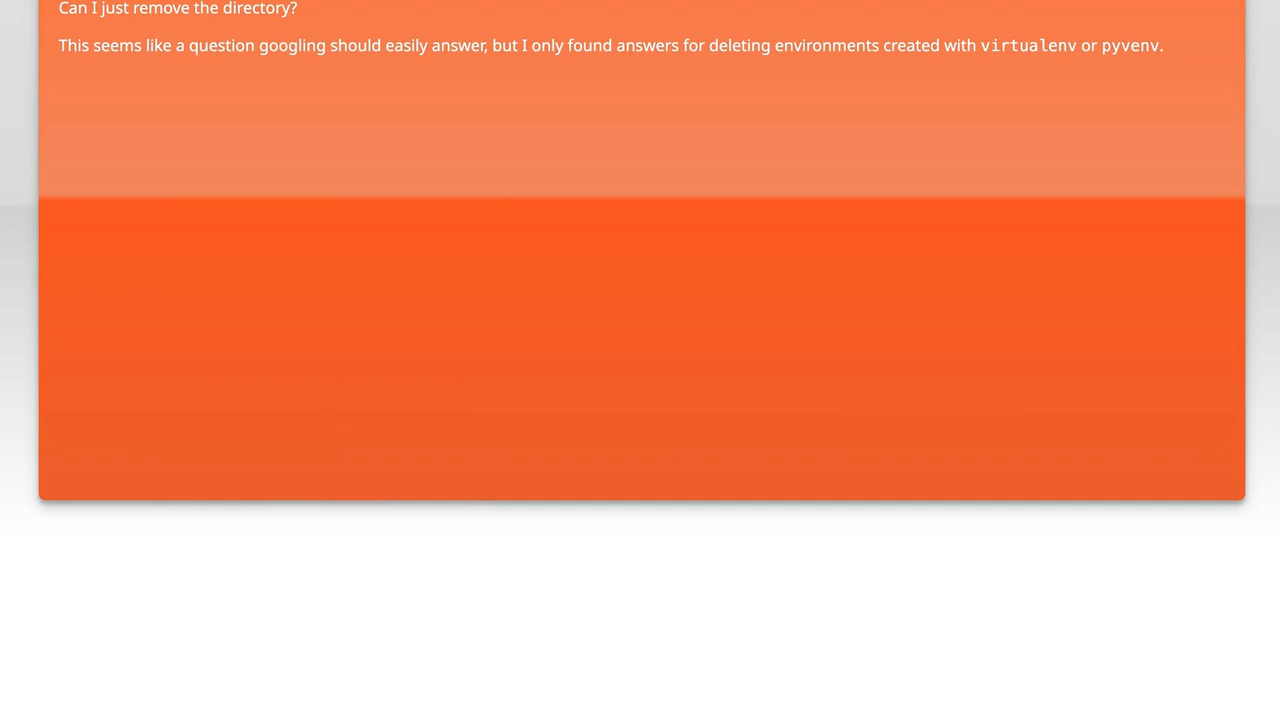 Can I just remove the directory?
This seems like a question googling should easily answer, but I only found answers for deleting environments created with virtualenv or pyvenv.